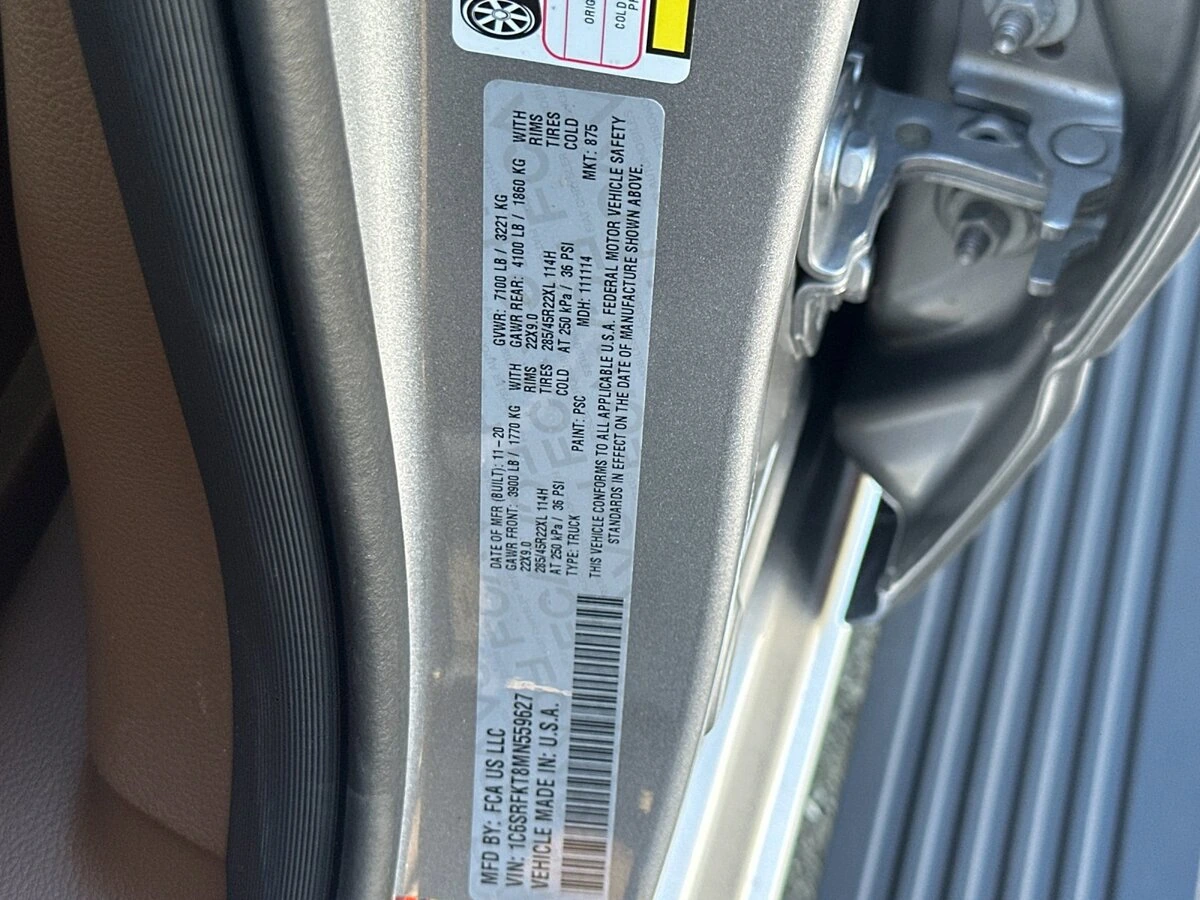 ORIG
COLD
MFD BY: FCA US LLC
VIN: 1C6SRFKT8MN559627
VEHICLE MADE IN: U.S.A.
DATE OF MFR (BUILT): 11-20 GVWR: 7100 LB / 3221 KG
GAWR FRONT: 3900 LB / 1770 KG WITH GAWR REAR: 4100 LB / 1860 KG WITH
22X9.0 RIMS 22X9.0 RIMS
285/45R22XL 114H TIRES 285/45R22XL 114H TIRES
AT 250 kPa / 36 PSI COLD AT 250 kPa / 36 PSI COLD
TYPE: TRUCK PAINT: PSC MDH: 111114 MKT: 875
THIS VEHICLE CONFORMS TO ALL APPLICABLE U.S.A. FEDERAL MOTOR VEHICLE SAFETY
STANDARDS IN EFFECT ON THE DATE OF MANUFACTURE SHOWN ABOVE.